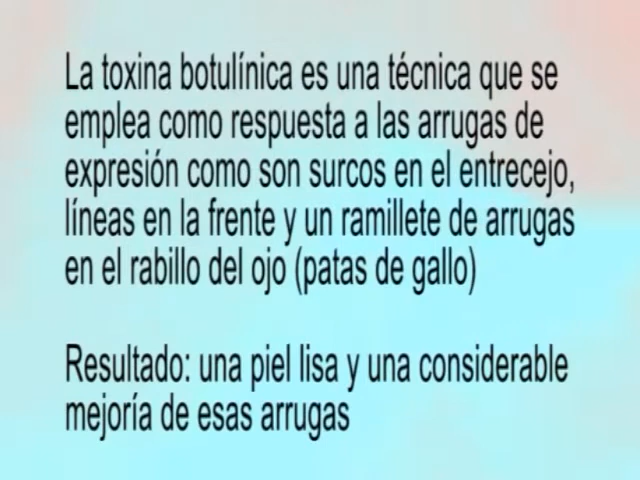 La toxina botulínica es una técnica que se
emplea como respuesta a las arrugas de
expresión como son surcos en el entrecejo,
líneas en la frente y un ramillete de arrugas
en el rabillo del ojo (patas de gallo)
Resultado: una piel lisa y una considerable
mejoría de esas arrugas